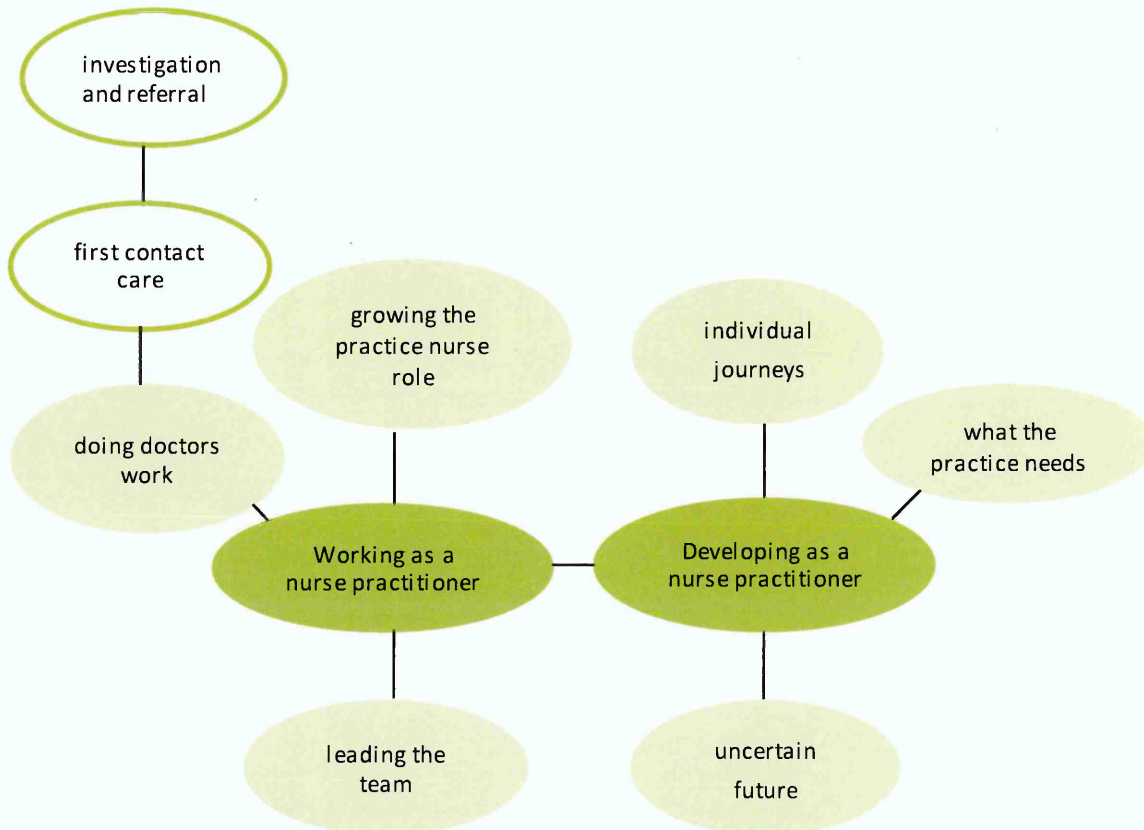 investigation
and referral
first contact
care
growing the
practice nurse
role
individual
journeys
doing doctors
work
what the
practice needs
Working as a
nurse practitioner
Developing as a
nurse practitioner
leading the
team
uncertain
future